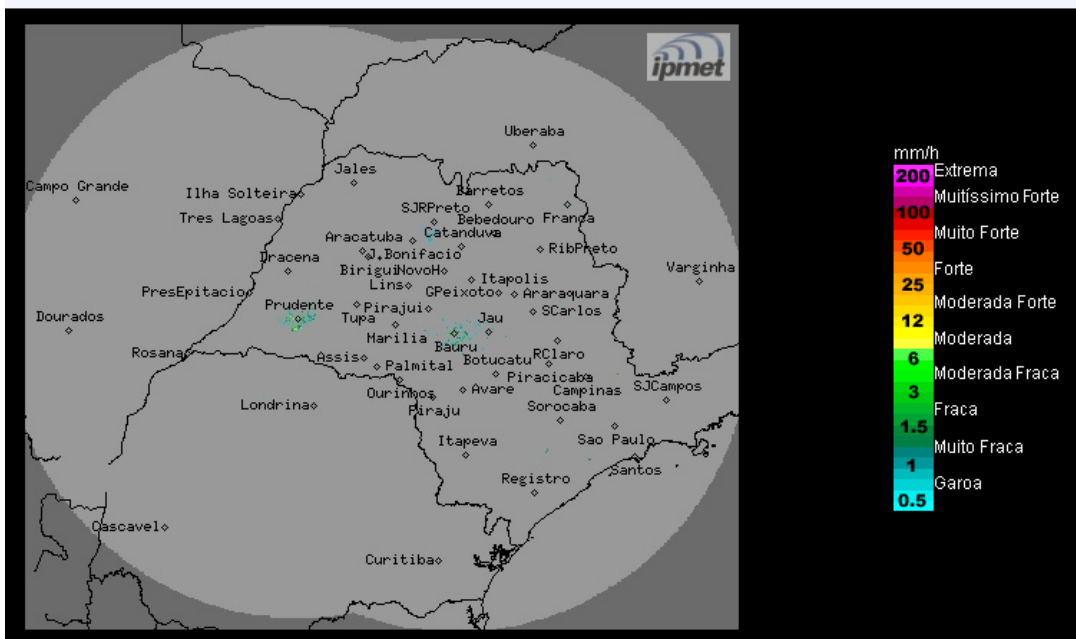 ipmet
Uberaba
Jales
Campo Grande
Ilha Solteira
Barretos
SJRPreto
Tres Lagoas
Bebedouro
Franca
Catanduva
Aracatuba
RibPreto
J.Bonifacio
Dracena
Birigui
NovoH
Varginha
Itapolis
Lins
PresEpitacio
GPeixoto
Araraquara
Prudente
Pirajui
SCarlos
Dourados
Tupa
Jau
Marilia
Bauru
Rosana
Assis
Botucatu
RClaro
Palmital
Piracicaba
SJCampos
Ourinhos
Avare
Campinas
Londrina
Piraju
Sorocaba
Itapeva
Sao Paulo
Santos
Registro
Cascavel
Curitiba
mm/h
200 Extrema
Muitíssimo Forte
100
Muito Forte
50
Forte
25
Moderada Forte
12
Moderada
6
Moderada Fraca
3
Fraca
1.5
Muito Fraca
1
Garoa
0.5